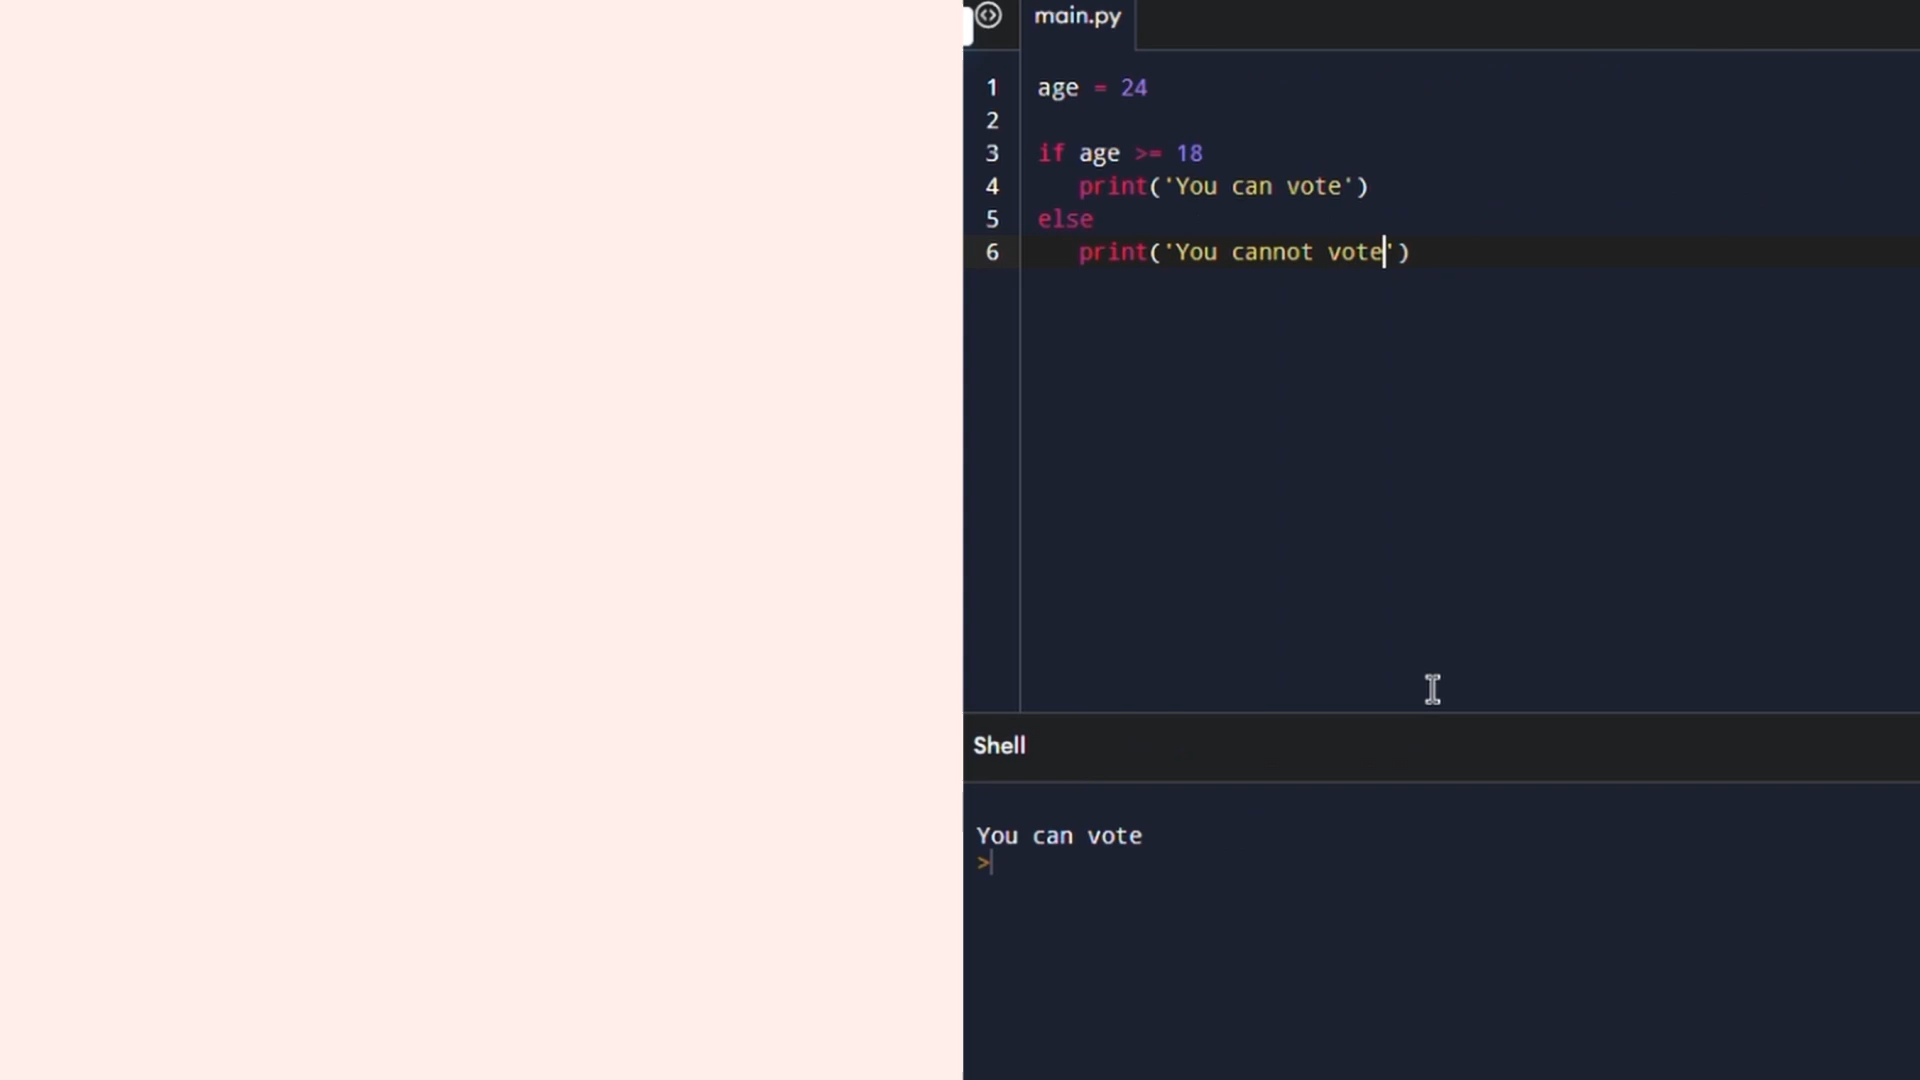 main.py
1 age = 24
2
3 if age >= 18
4    print('You can vote')
5 else
6    print('You cannot vote')
Shell
You can vote
>